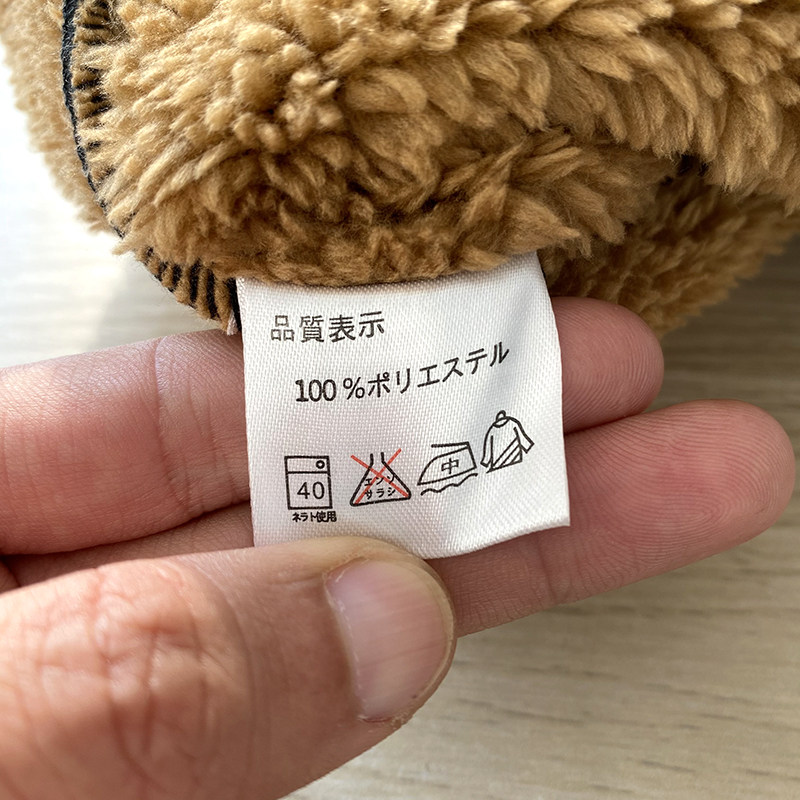 品質表示
100%ポリエステル
40
中
エンソ
サラシ
ネラト使用